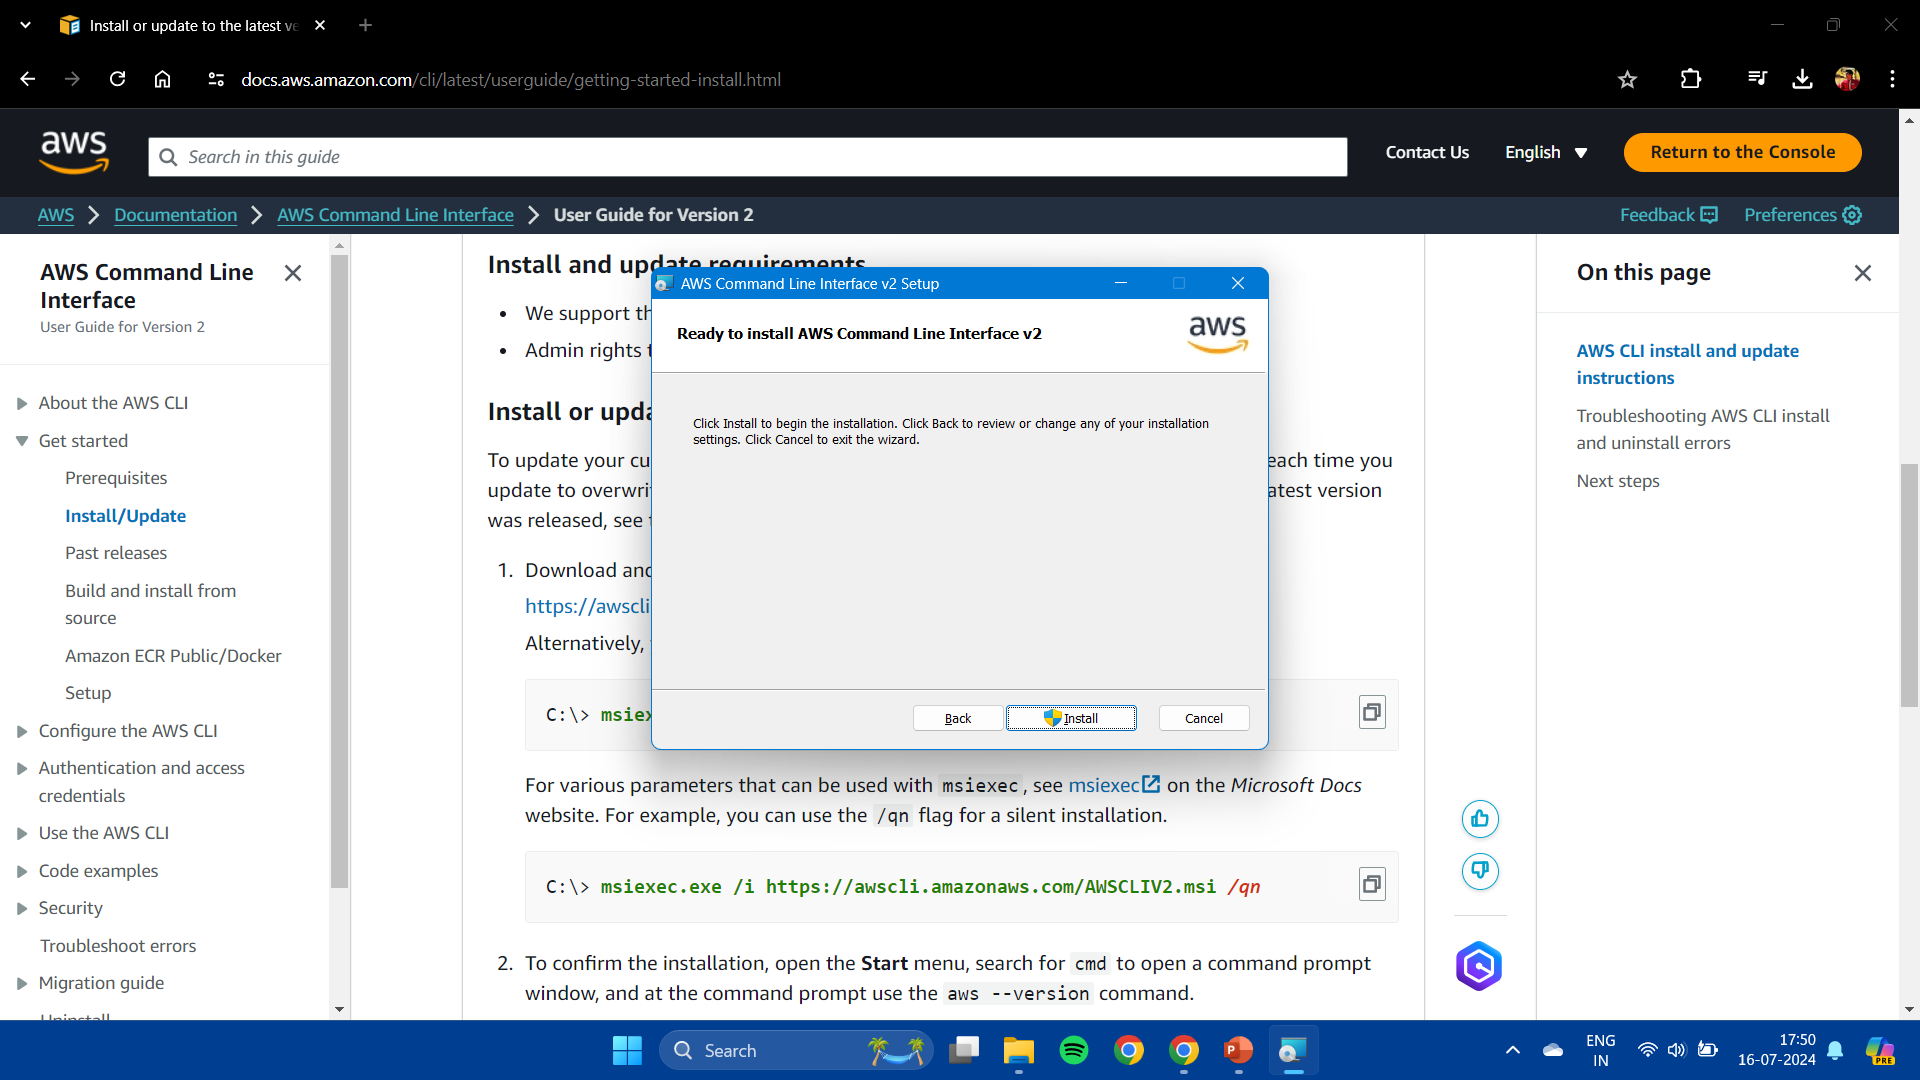 Install or update to the latest ve
docs.aws.amazon.com/cli/latest/userguide/getting-started-install.html
aws
Search in this guide
Contact Us
English
Return to the Console
AWS
Documentation
AWS Command Line Interface
User Guide for Version 2
Feedback
Preferences
AWS Command Line
Interface
User Guide for Version 2
About the AWS CLI
Get started
Prerequisites
Install/Update
Past releases
Build and install from
source
Amazon ECR Public/Docker
Setup
Configure the AWS CLI
Authentication and access
credentials
Use the AWS CLI
Code examples
Security
Troubleshoot errors
Migration guide
Uninstall
Install and update requirements
We support th
Admin rights t
Install or upda
To update your cu
each time you
update to overwri
atest version
was released, see t
1. Download and
https://awscli
Alternatively,
C:\> msiex
AWS Command Line Interface v2 Setup
Ready to install AWS Command Line Interface v2
aws
Click Install to begin the installation. Click Back to review or change any of your installation
settings. Click Cancel to exit the wizard.
Back
Install
Cancel
For various parameters that can be used with msiexec, see msiexec on the Microsoft Docs
website. For example, you can use the /qn flag for a silent installation.
C:\> msiexec.exe /i https://awscli.amazonaws.com/AWSCLIV2.msi /qn
2. To confirm the installation, open the Start menu, search for cmd to open a command prompt
window, and at the command prompt use the aws --version command.
On this page
AWS CLI install and update
instructions
Troubleshooting AWS CLI install
and uninstall errors
Next steps
Search
P
ENG
IN
17:50
16-07-2024
PRE